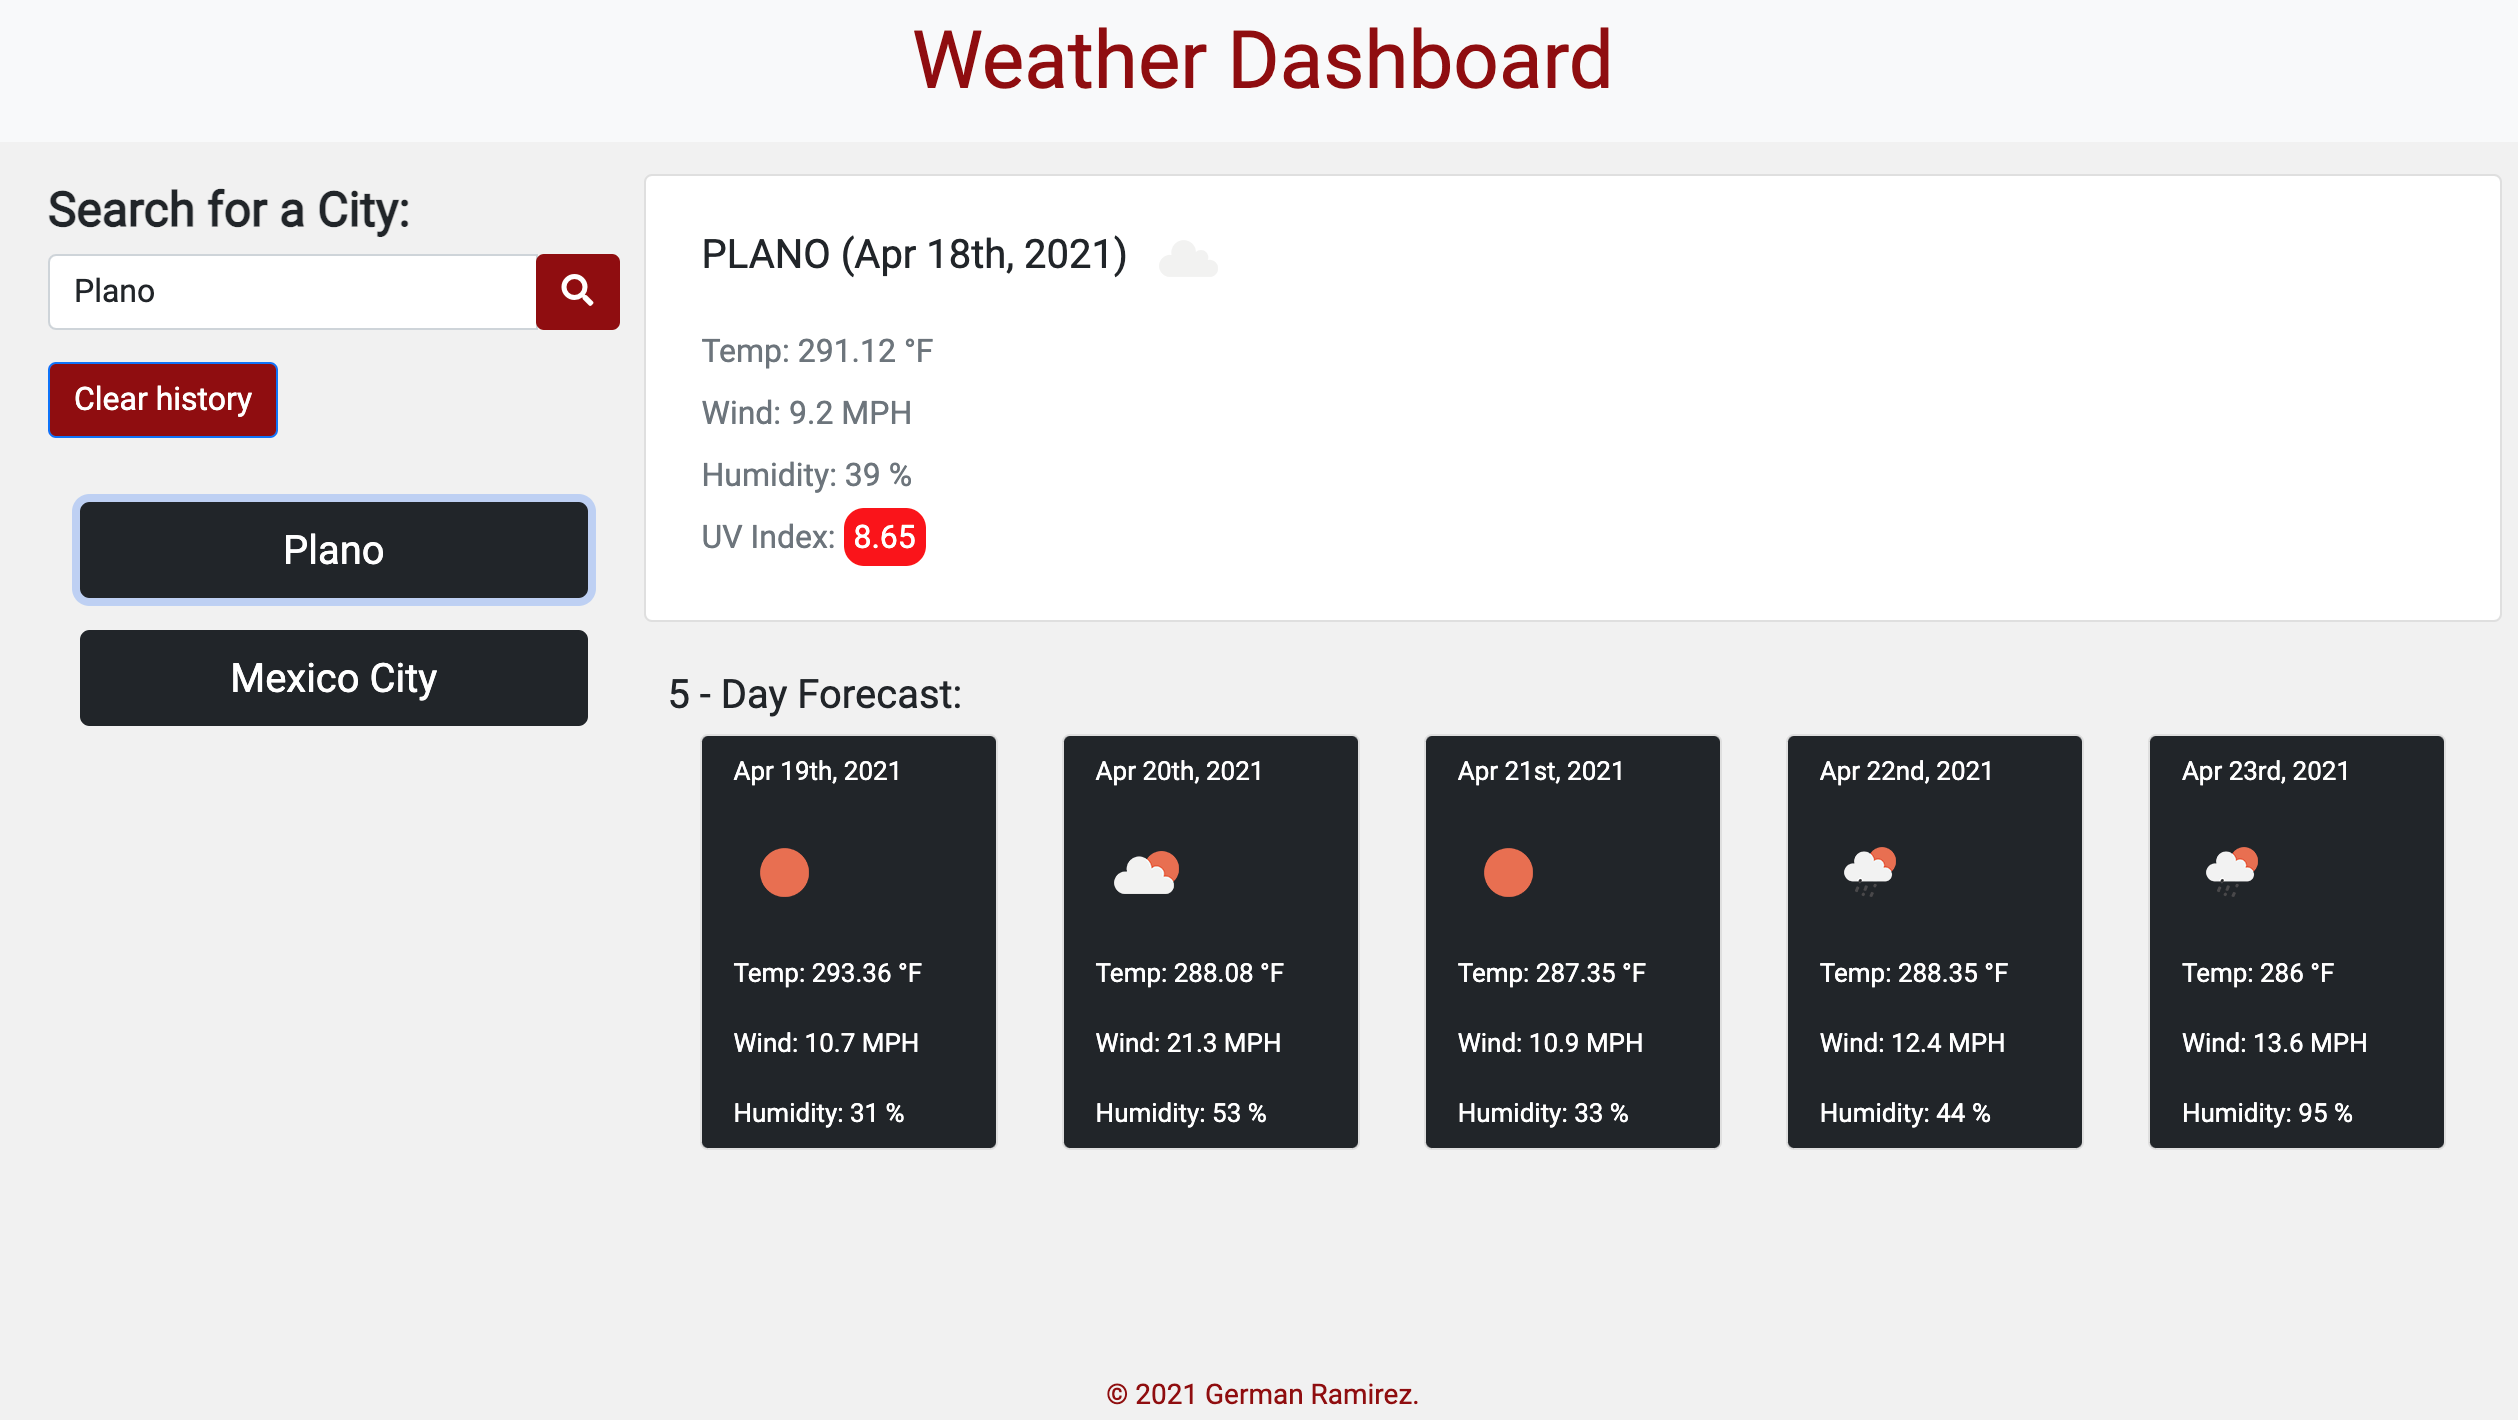 Weather Dashboard
Search for a City:
Plano
Clear history
Plano
Mexico City
PLANO (Apr 18th, 2021)
Temp: 291.12 °F
Wind: 9.2 MPH
Humidity: 39 %
UV Index: 8.65
5 - Day Forecast:
Apr 19th, 2021
Temp: 293.36 °F
Wind: 10.7 MPH
Humidity: 31 %
Apr 20th, 2021
Temp: 288.08 °F
Wind: 21.3 MPH
Humidity: 53 %
Apr 21st, 2021
Temp: 287.35 °F
Wind: 10.9 MPH
Humidity: 33 %
Apr 22nd, 2021
Temp: 288.35 °F
Wind: 12.4 MPH
Humidity: 44 %
Apr 23rd, 2021
Temp: 286 °F
Wind: 13.6 MPH
Humidity: 95 %
© 2021 German Ramirez.